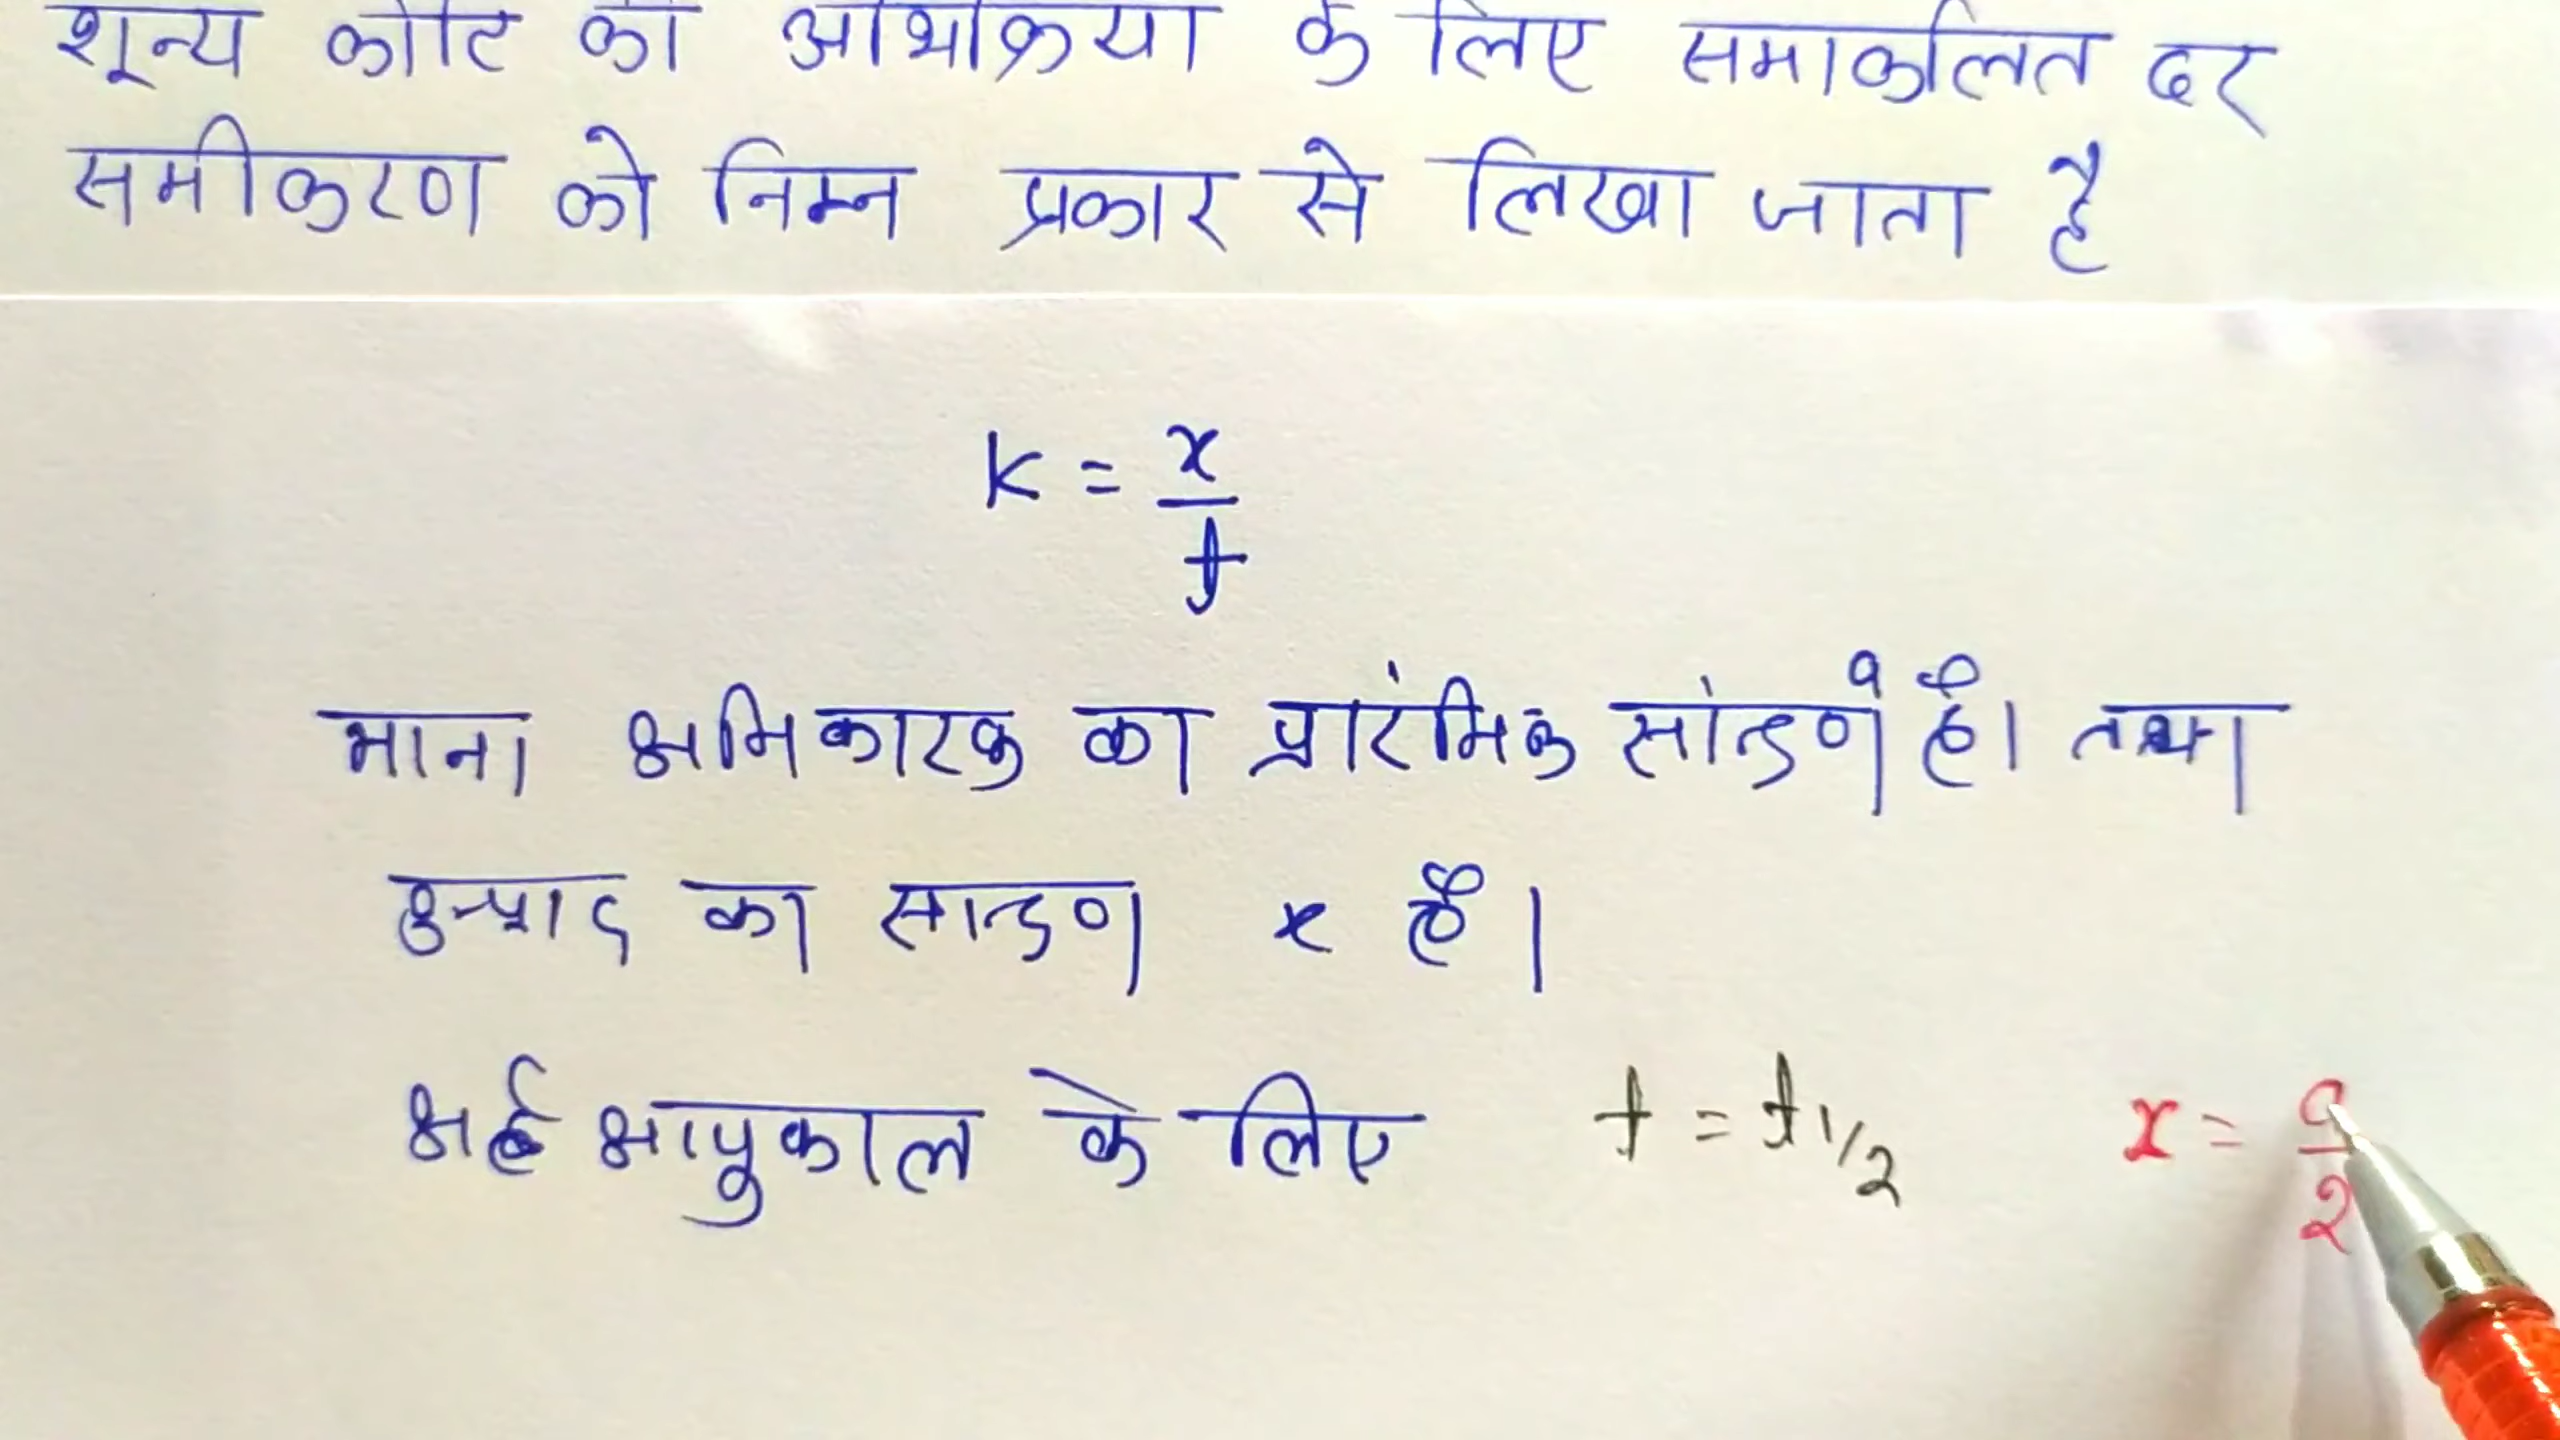 शून्य कोटि की अभिक्रिया के लिए समाकलित दर
समीकरण को निम्न प्रकार से लिखा जाता है
K = x/t
माना अभिकारक का प्रारंभिक सांन्द्रण a है। तथा
उत्पाद का सान्द्रण x है।
अर्द्ध आयुकाल के लिए t = t1/2 x = a/2